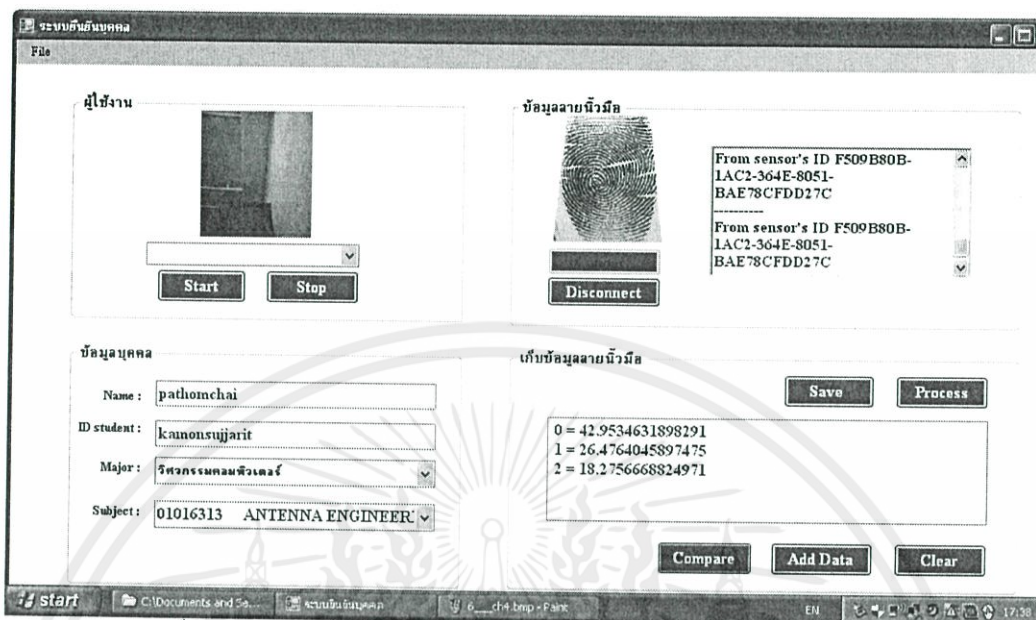 ระบบยืนยันบุคคล
File
ผู้ใช้งาน
Start
Stop
ข้อมูลลายนิ้วมือ
From sensor's ID F509B80B-
1AC2-364E-8051-
BAE78CFDD27C
----------
From sensor's ID F509B80B-
1AC2-364E-8051-
BAE78CFDD27C
Disconnect
ข้อมูลบุคคล
Name : pathomchai
ID student : kamonsujjarit
Major : วิศวกรรมคอมพิวเตอร์
Subject : 01016313 ANTENNA ENGINEER
เก็บข้อมูลลายนิ้วมือ
Save
Process
0 = 42.9534631898291
1 = 26.4764045897475
2 = 18.2756668824971
Compare
Add Data
Clear
start
C:\Documents and Se...
ระบบยืนยันบุคคล
6___ch4.bmp - Paint
EN
17:38